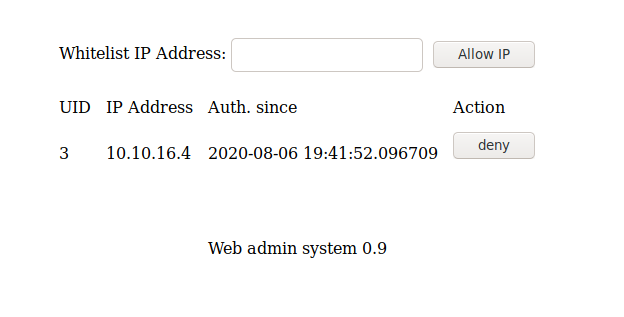 Whitelist IP Address: Allow IP
UID IP Address Auth. since Action
3 10.10.16.4 2020-08-06 19:41:52.096709 deny
Web admin system 0.9